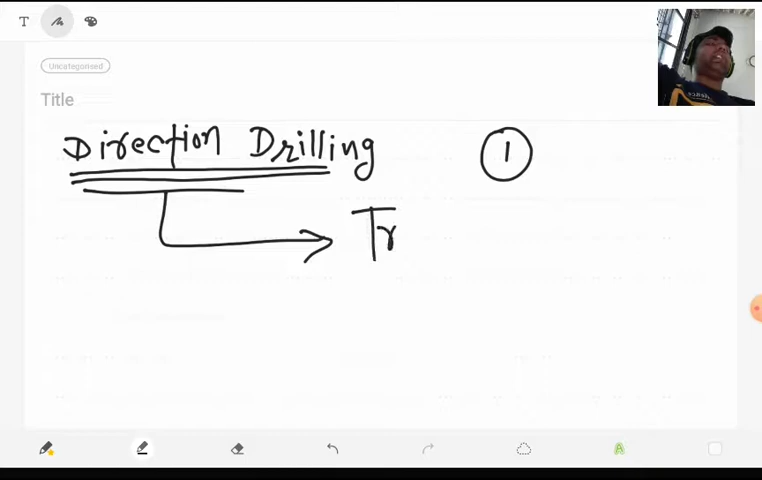 T
Uncategorised
Title
Direction Drilling 1
Tr
A